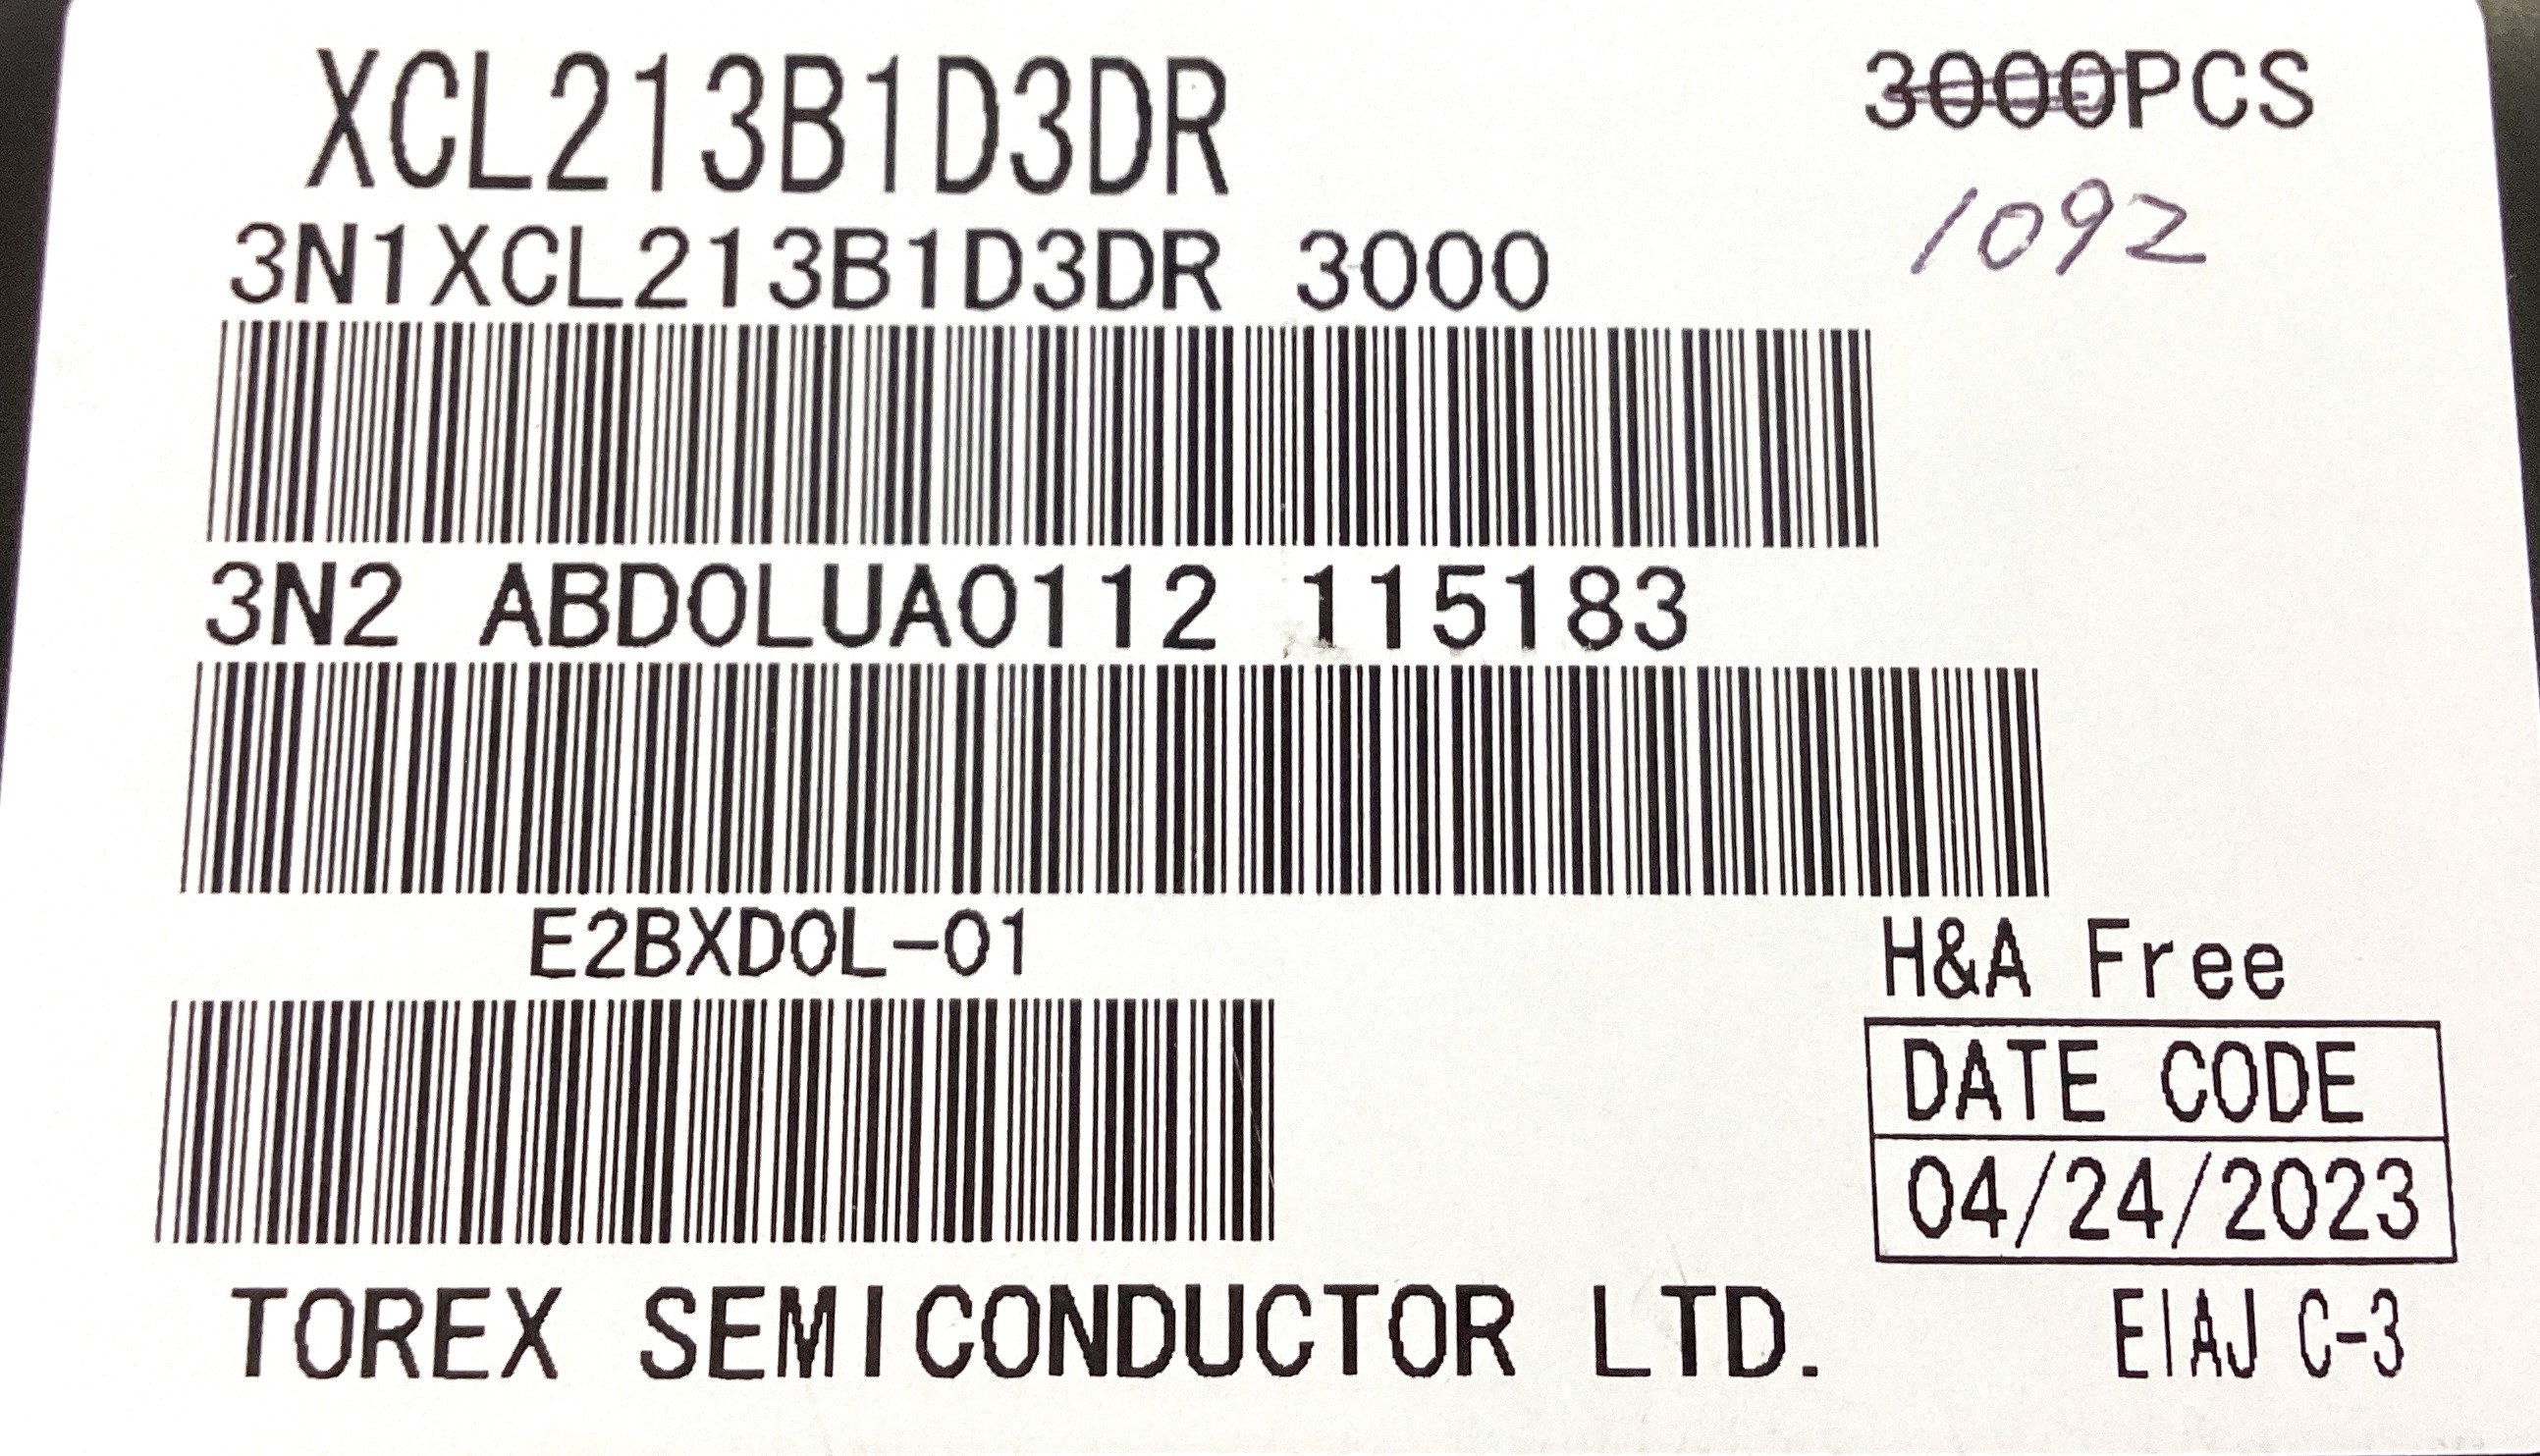 XCL213B1D3DR
3000PCS
1092
3N1XCL213B1D3DR 3000
3N2 ABD0LUA0112 115183
E2BXD0L-01
H&A Free
DATE CODE
04/24/2023
TOREX SEMICONDUCTOR LTD.
EIAJ C-3